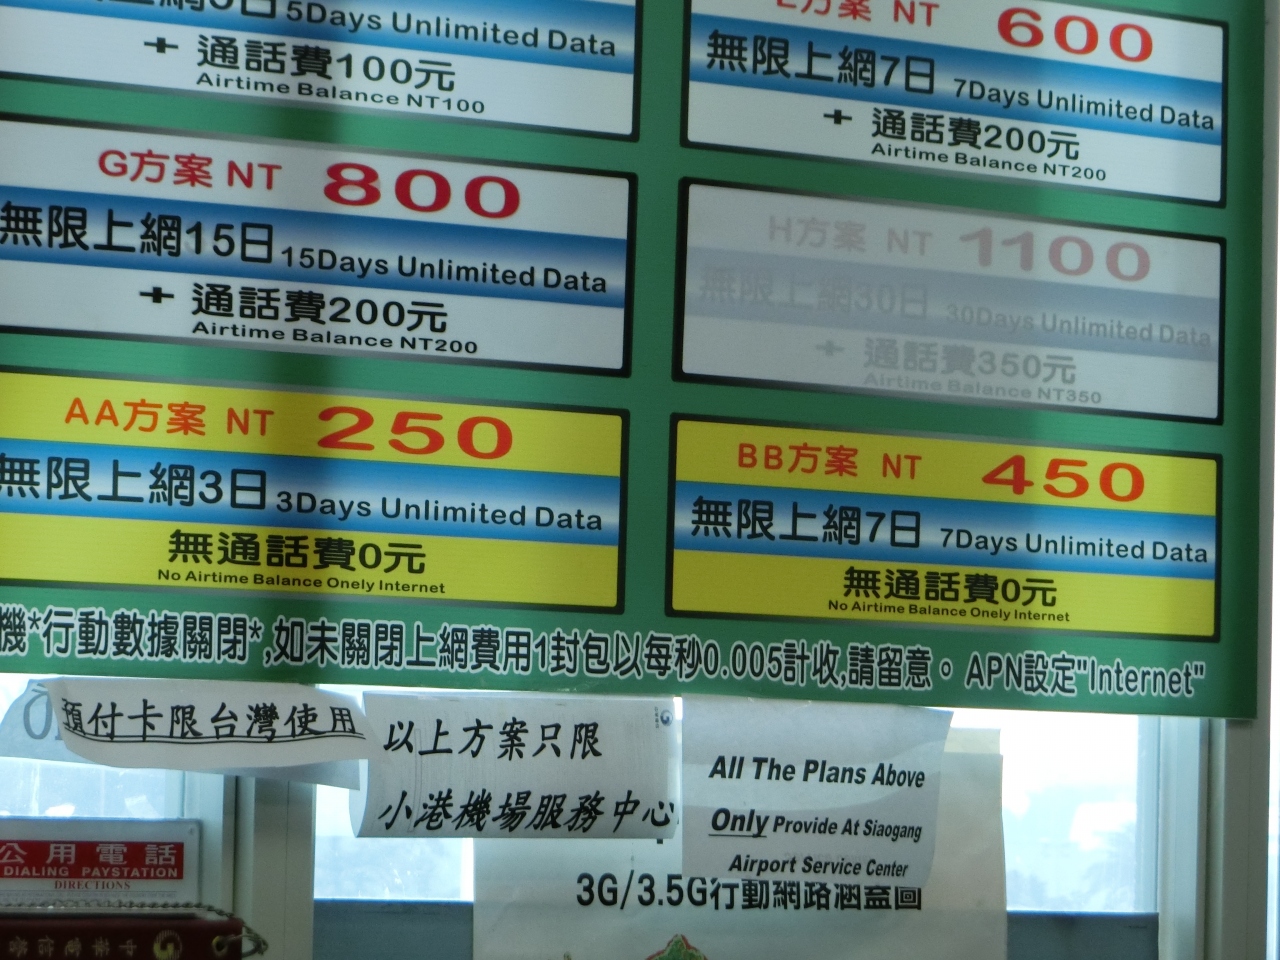 5Days Unlimited Data
+ 通話費100元
Airtime Balance NT100
E方案 NT 600
無限上網7日 7Days Unlimited Data
+ 通話費200元
Airtime Balance NT200
G方案 NT 800
無限上網15日 15Days Unlimited Data
+ 通話費200元
Airtime Balance NT200
H方案 NT 1100
無限上網30日 30Days Unlimited Data
+ 通話費350元
Airtime Balance NT350
AA方案 NT 250
無限上網3日 3Days Unlimited Data
無通話費0元
No Airtime Balance Onely Internet
BB方案 NT 450
無限上網7日 7Days Unlimited Data
無通話費0元
No Airtime Balance Onely Internet
機*行動數據關閉*,如未關閉上網費用1封包以每秒0.005計收,請留意。 APN設定"Internet"
預付卡限台灣使用
以上方案只限
小港機場服務中心
All The Plans Above
Only Provide At Siaogang
Airport Service Center
3G/3.5G行動網路涵蓋圖
公用電話
DIALING PAYSTATION
DIRECTIONS